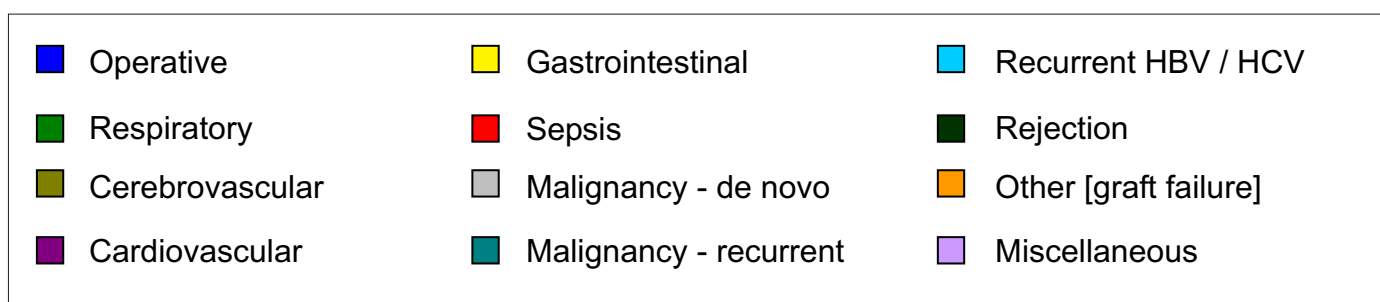 Operative
Gastrointestinal
Recurrent HBV / HCV
Respiratory
Sepsis
Rejection
Cerebrovascular
Malignancy - de novo
Other [graft failure]
Cardiovascular
Malignancy - recurrent
Miscellaneous